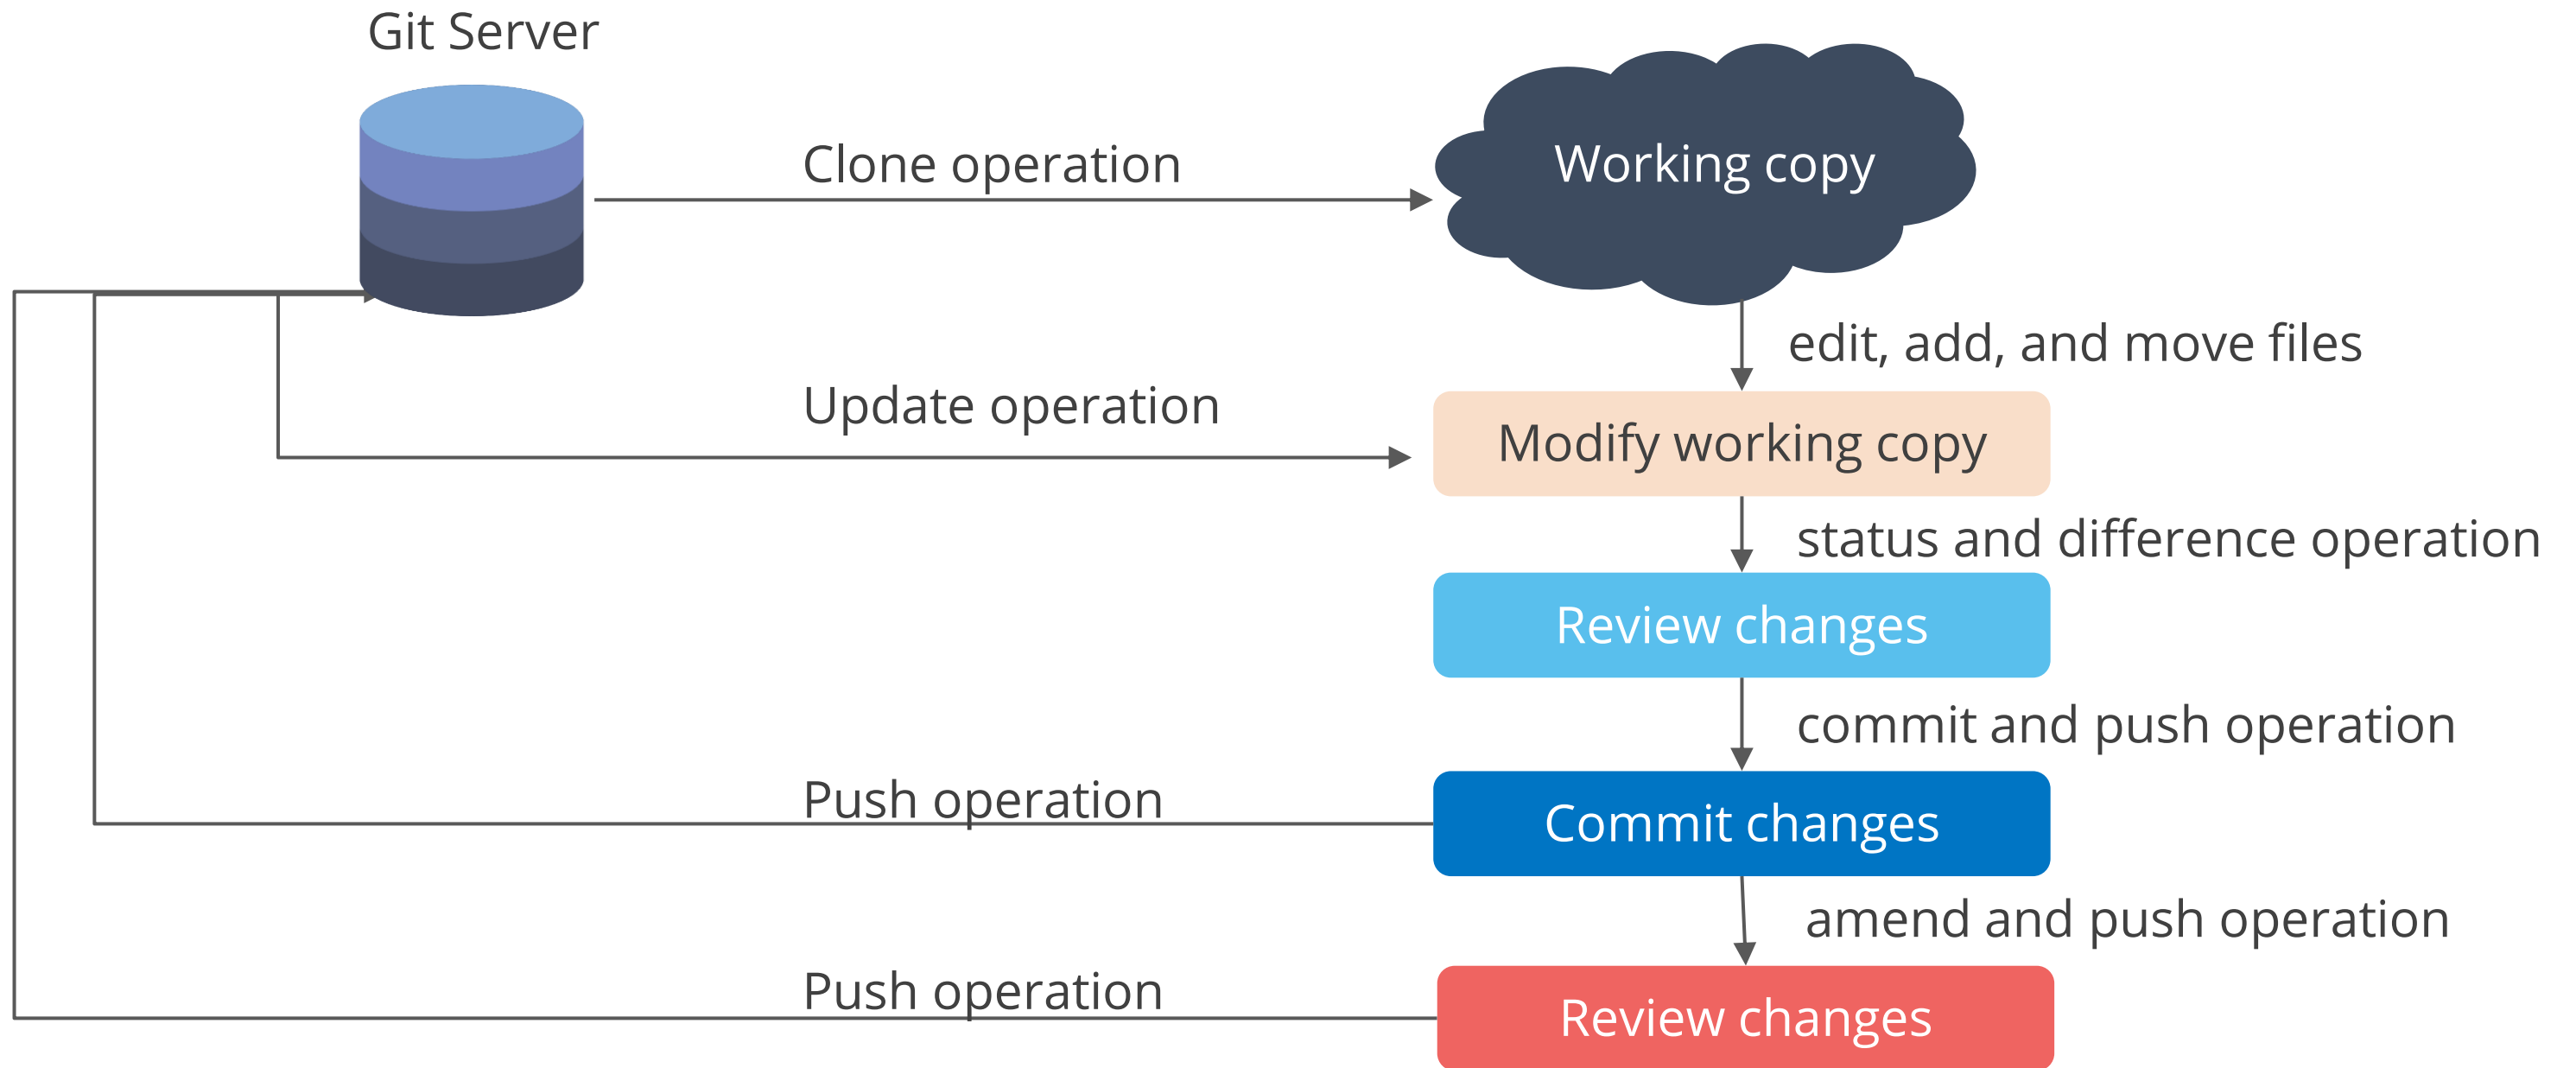 Git Server
Clone operation
Working copy
edit, add, and move files
Update operation
Modify working copy
status and difference operation
Review changes
commit and push operation
Push operation
Commit changes
amend and push operation
Push operation
Review changes